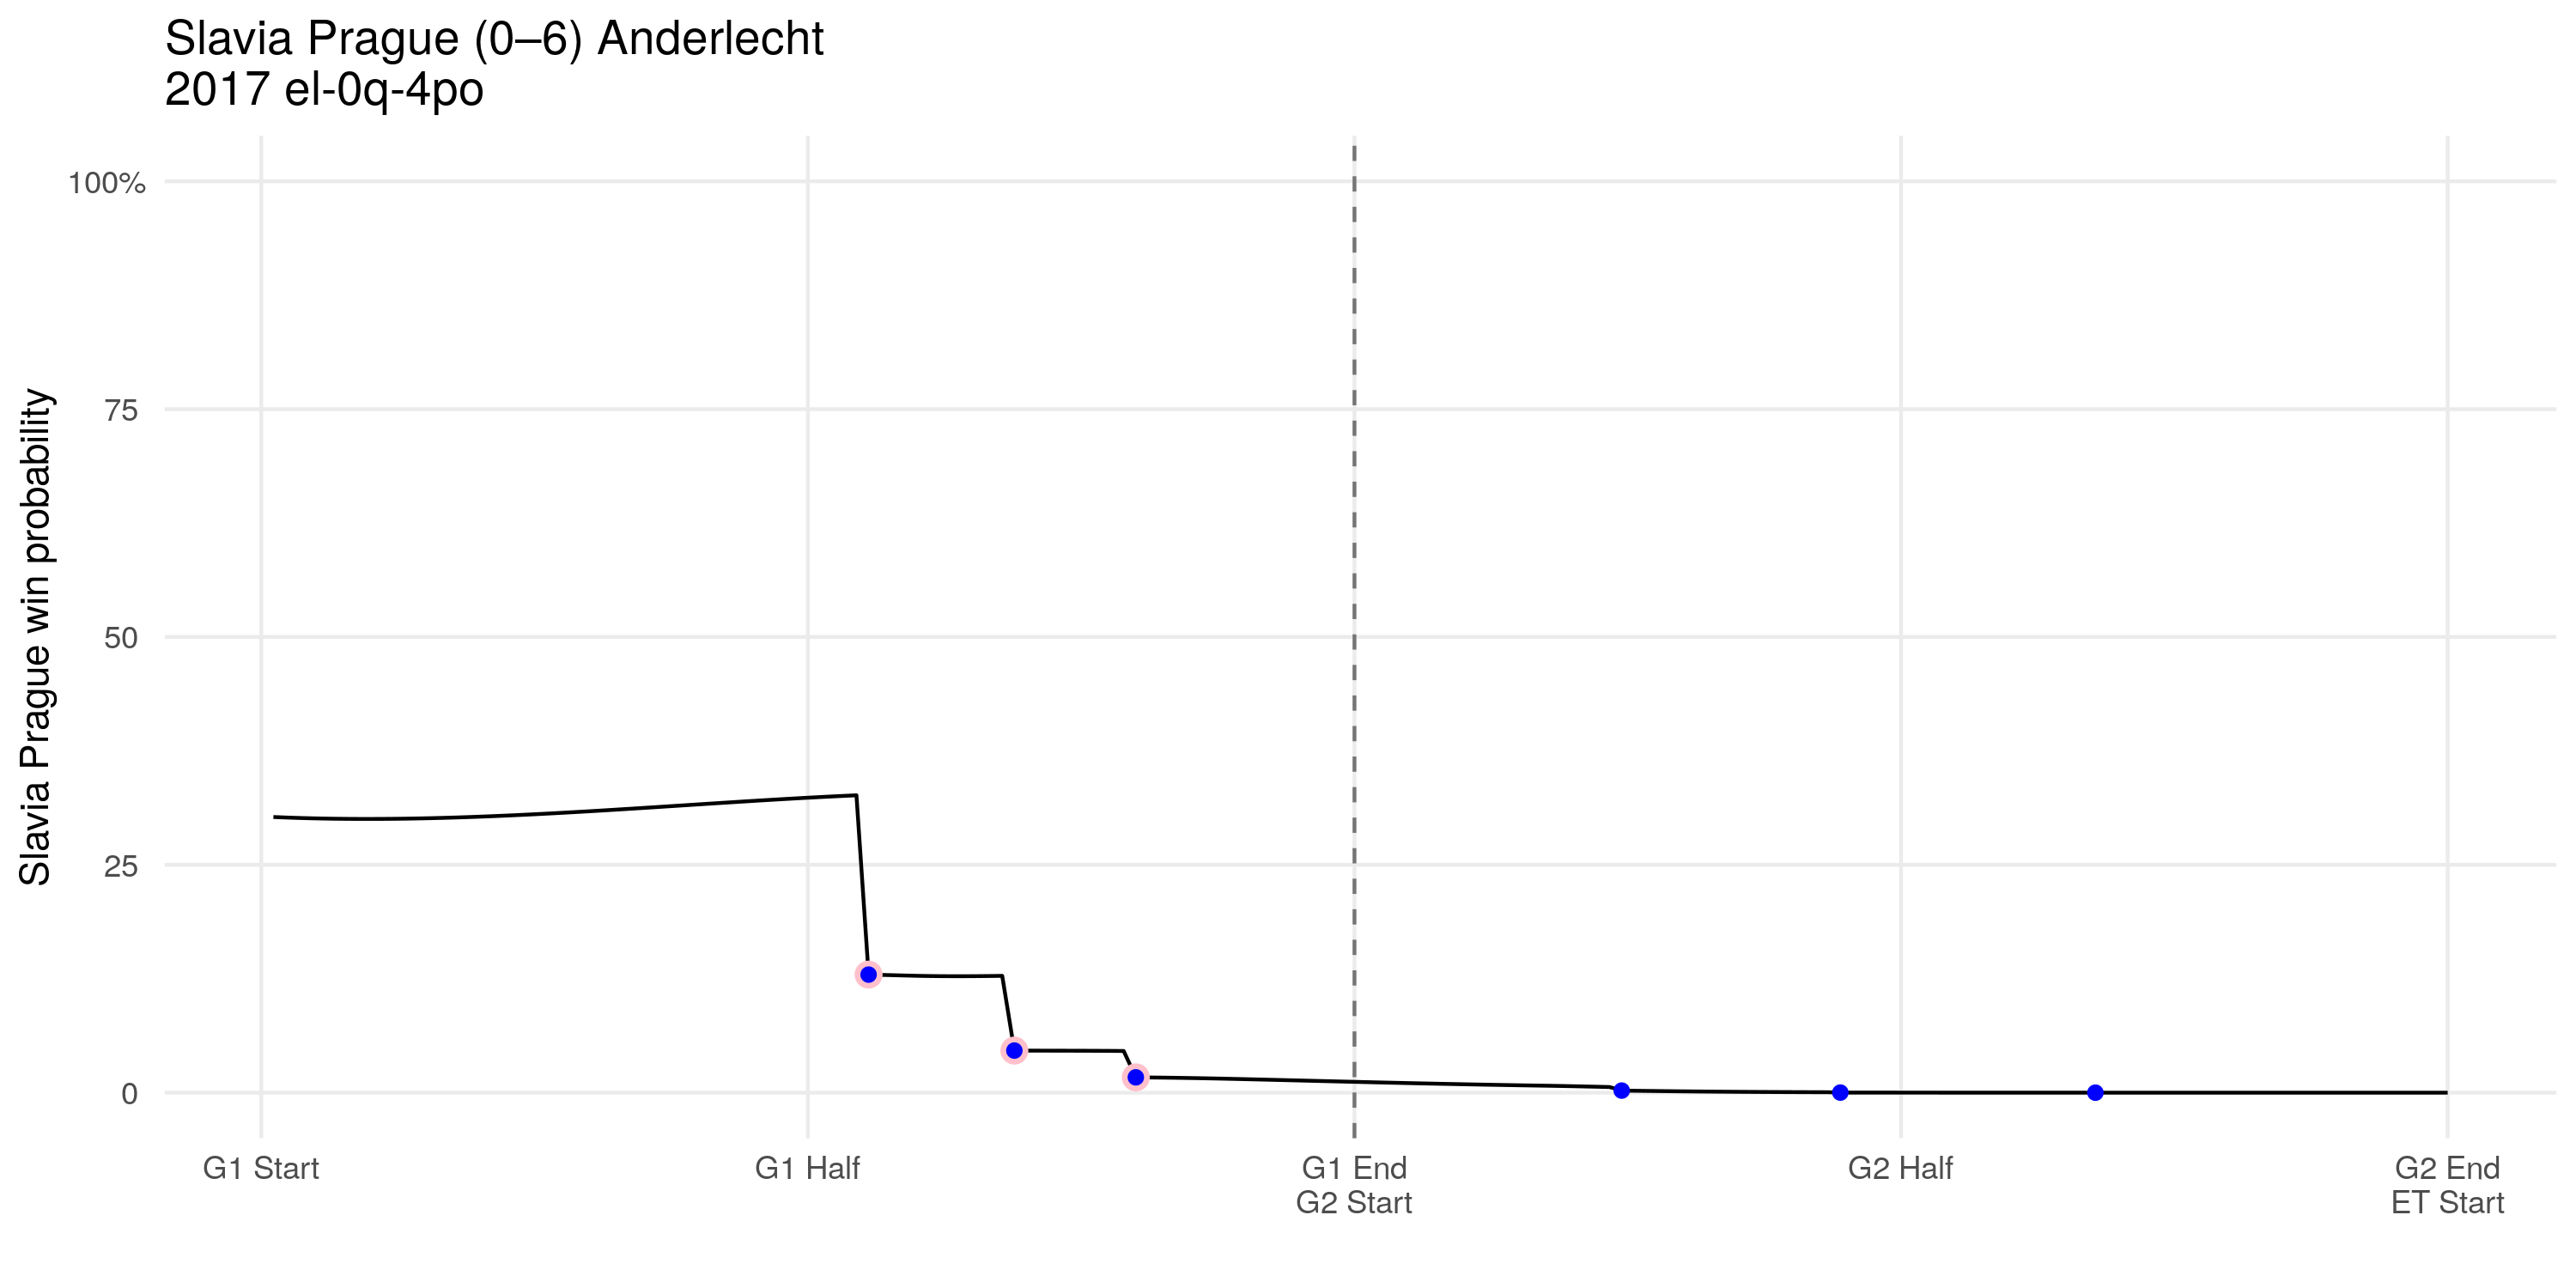 Slavia Prague (0–6) Anderlecht
2017 el-0q-4po
Slavia Prague win probability
100%
75
50
25
0
G1 Start
G1 Half
G1 End
G2 Start
G2 Half
G2 End
ET Start